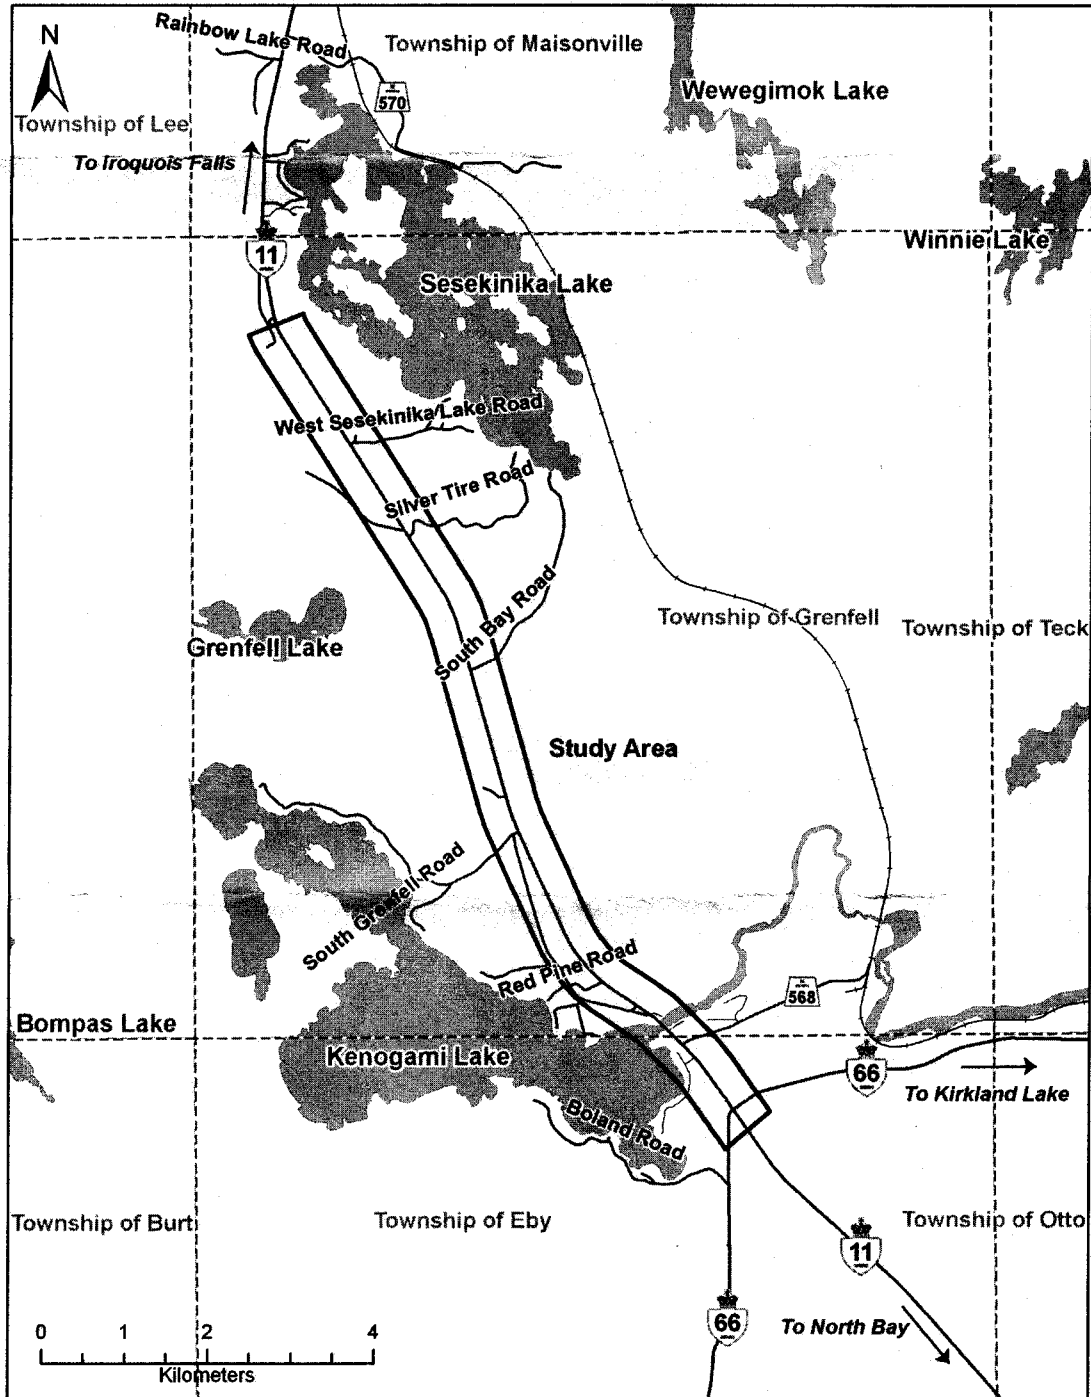 N
Rainbow Lake Road
Township of Maisonville
570
Wewegimok Lake
Township of Lee
To Iroquois Falls
11
Winnie Lake
Sesekinika Lake
West Sesekinika Lake Road
Silver Tire Road
South Bay Road
Township of Grenfell
Township of Teck
Grenfell Lake
Study Area
South Grenfell Road
Red Pine Road
568
Bompas Lake
Kenogami Lake
66
To Kirkland Lake
Boland Road
Township of Burt
Township of Eby
Township of Otto
11
66
To North Bay
0 1 2 4
Kilometers